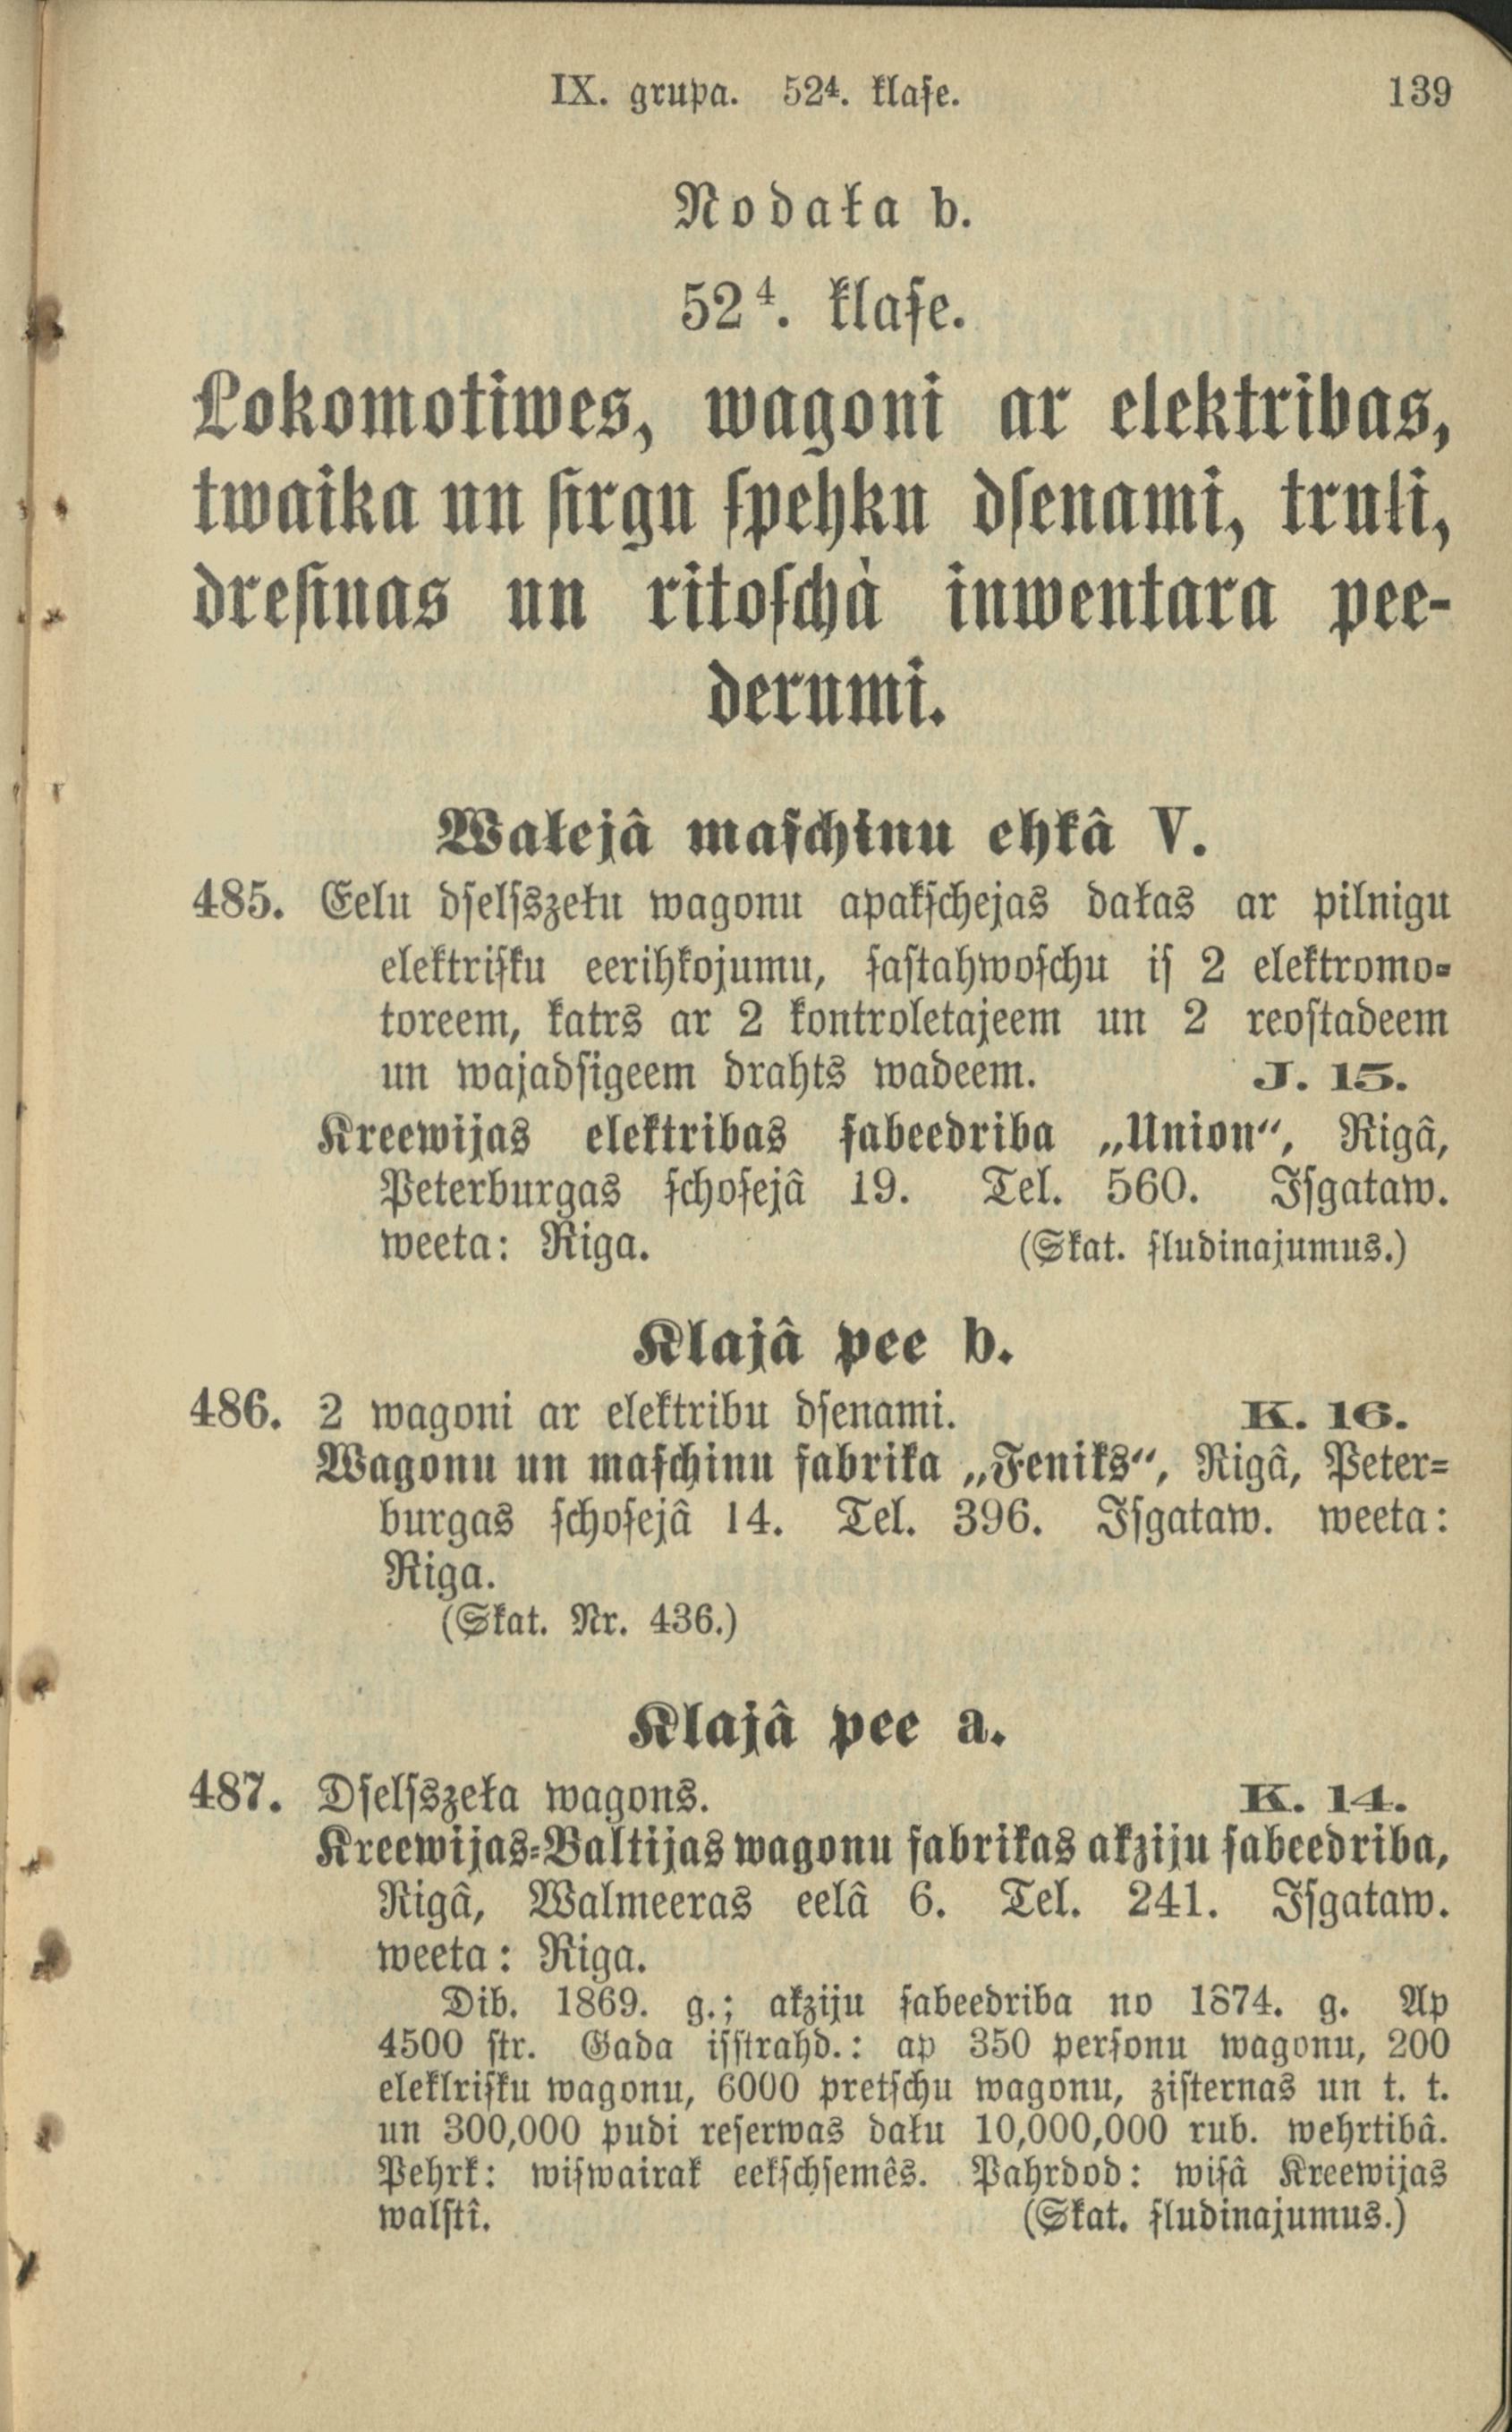 IX. grupa. 52⁴. klaſe. 139
Nodała b.
52⁴. klaſe.
Lokomotiwes, wagoni ar elektribas,
twaika un ſirgu ſpehku dſenami, trułi,
dreſinas un ritoſchà inwentara pee-
derumi.
Wałejâ maſchinu ehkâ V.
485. Eelu dſelſszełu wagonu apakſchejas dałas ar pilnigu
elektriſku eerihkojumu, ſaſtahwoſchu iſ 2 elektromo-
toreem, katrs ar 2 kontroletajeem un 2 reoſtadeem
un wajadſigeem drahts wadeem. J. 15.
Kreewijas elektribas ſabeedriba „Union“, Rigâ,
Peterburgas ſchoſejâ 19. Tel. 560. Iſgataw.
weeta: Riga. (Skat. ſludinajumus.)
Klajâ pee b.
486. 2 wagoni ar elektribu dſenami. K. 16.
Wagonu un maſchinu fabrika „Feniks“, Rigâ, Peter-
burgas ſchoſejâ 14. Tel. 396. Iſgataw. weeta:
Riga.
(Skat. Nr. 436.)
Klajâ pee a.
487. Dſelſszeła wagons. K. 14.
Kreewijas-Baltijas wagonu fabrikas akziju ſabeedriba,
Rigâ, Walmeeras eelâ 6. Tel. 241. Iſgataw.
weeta: Riga.
Dib. 1869. g.; akziju ſabeedriba no 1874. g. Ap
4500 ſtr. Gada iſſtrahd.: ap 350 perſonu wagonu, 200
eleklriſku wagonu, 6000 pretſchu wagonu, ziſternas un t. t.
un 300,000 pudi reſerwas dału 10,000,000 rub. wehrtibâ.
Pehrk: wiſwairak eekſchſemês. Pahrdod: wiſâ Kreewijas
walſtî. (Skat. ſludinajumus.)